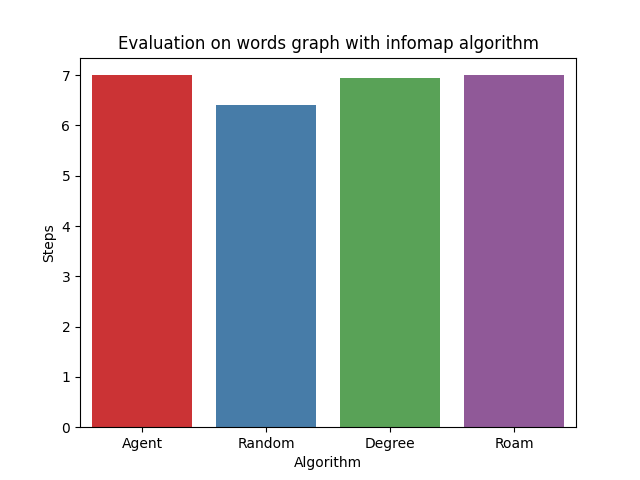 Evaluation on words graph with infomap algorithm
7
6
5
4
3
2
1
0
Steps
Agent Random Degree Roam
Algorithm